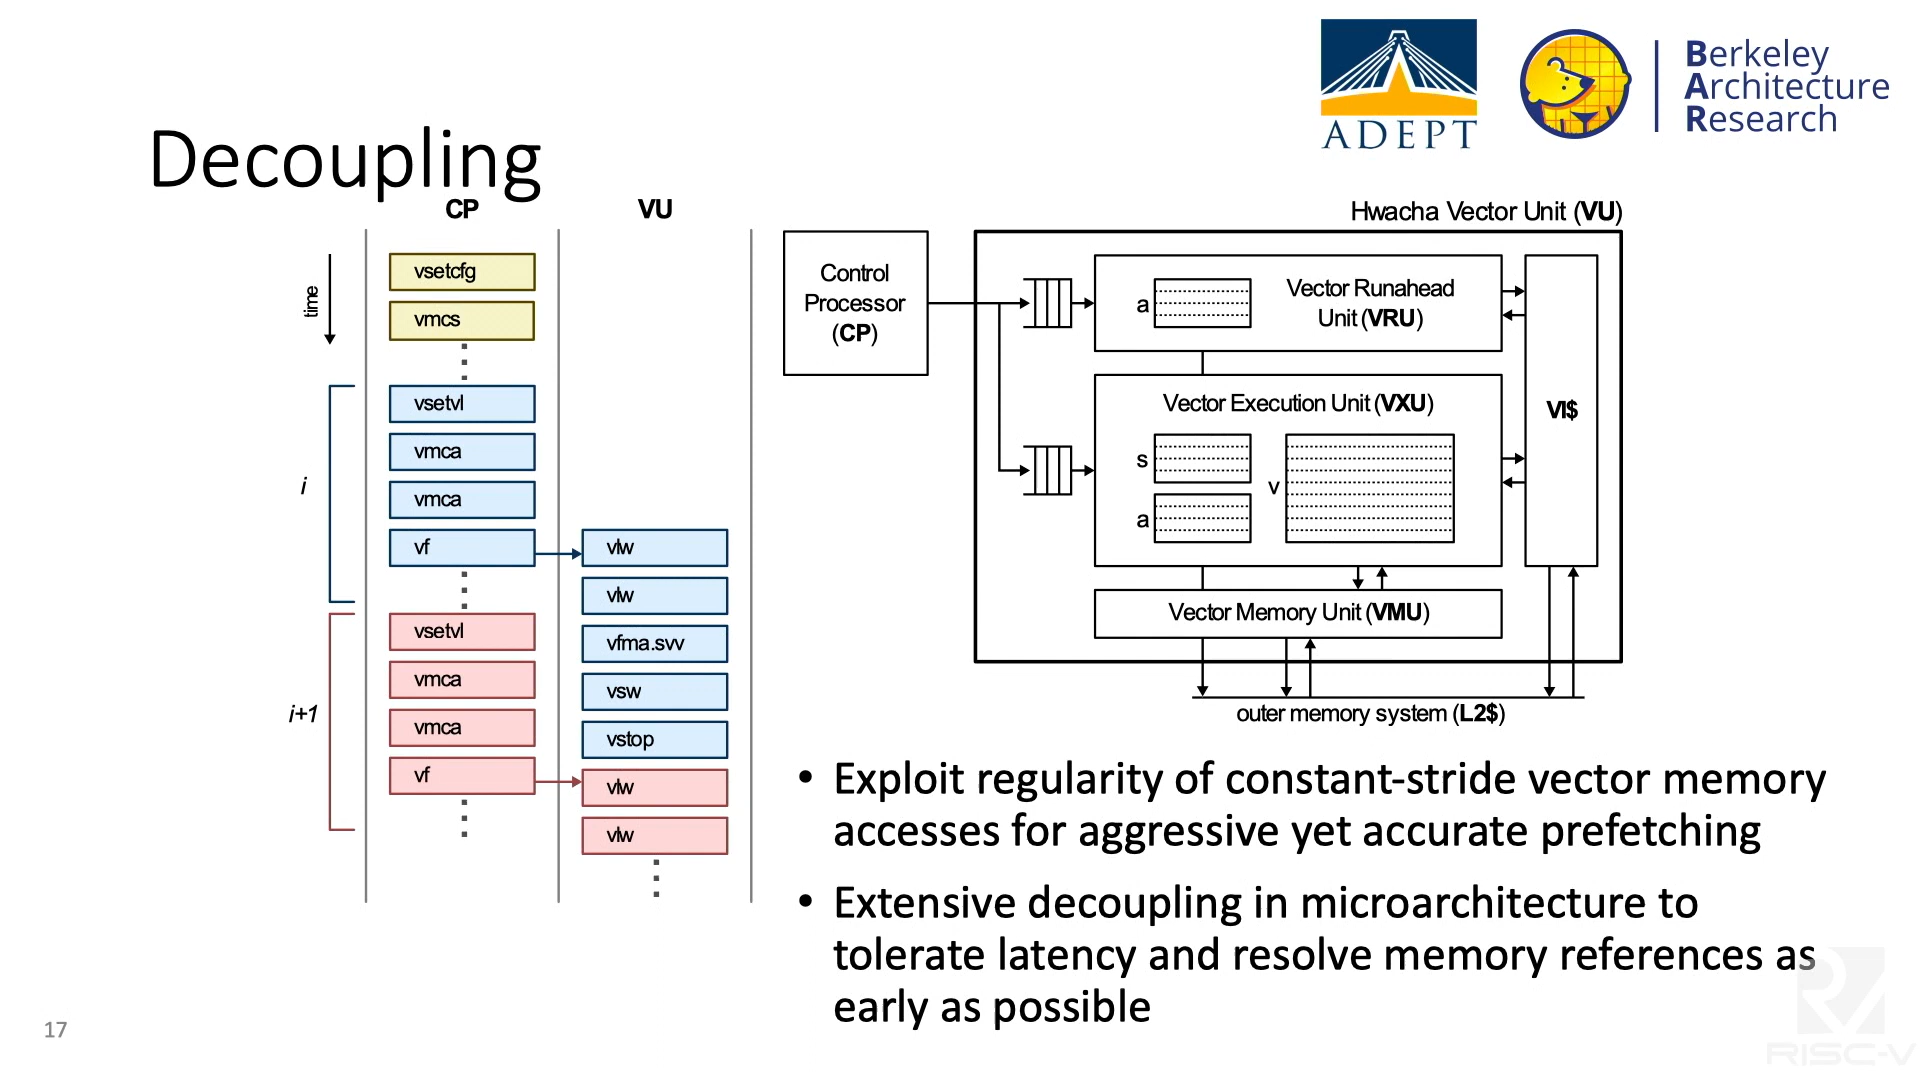 ADEPT
Berkeley
Architecture
Research
Decoupling
CP
VU
time
vsetcfg
vmcs
i
vsetvl
vmca
vmca
vf
i+1
vsetvl
vmca
vmca
vf
vlw
vlw
vfma.svv
vsw
vstop
vlw
vlw
Hwacha Vector Unit (VU)
Control
Processor
(CP)
a
Vector Runahead
Unit (VRU)
Vector Execution Unit (VXU)
s
a
v
VI$
Vector Memory Unit (VMU)
outer memory system (L2$)
• Exploit regularity of constant-stride vector memory
accesses for aggressive yet accurate prefetching
• Extensive decoupling in microarchitecture to
tolerate latency and resolve memory references as
early as possible
17
RISC-V